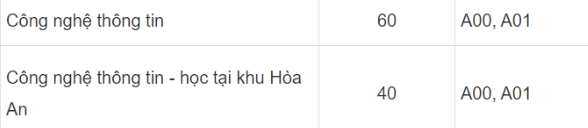 Công nghệ thông tin 60 A00, A01
Công nghệ thông tin - học tại khu Hòa
An 40 A00, A01